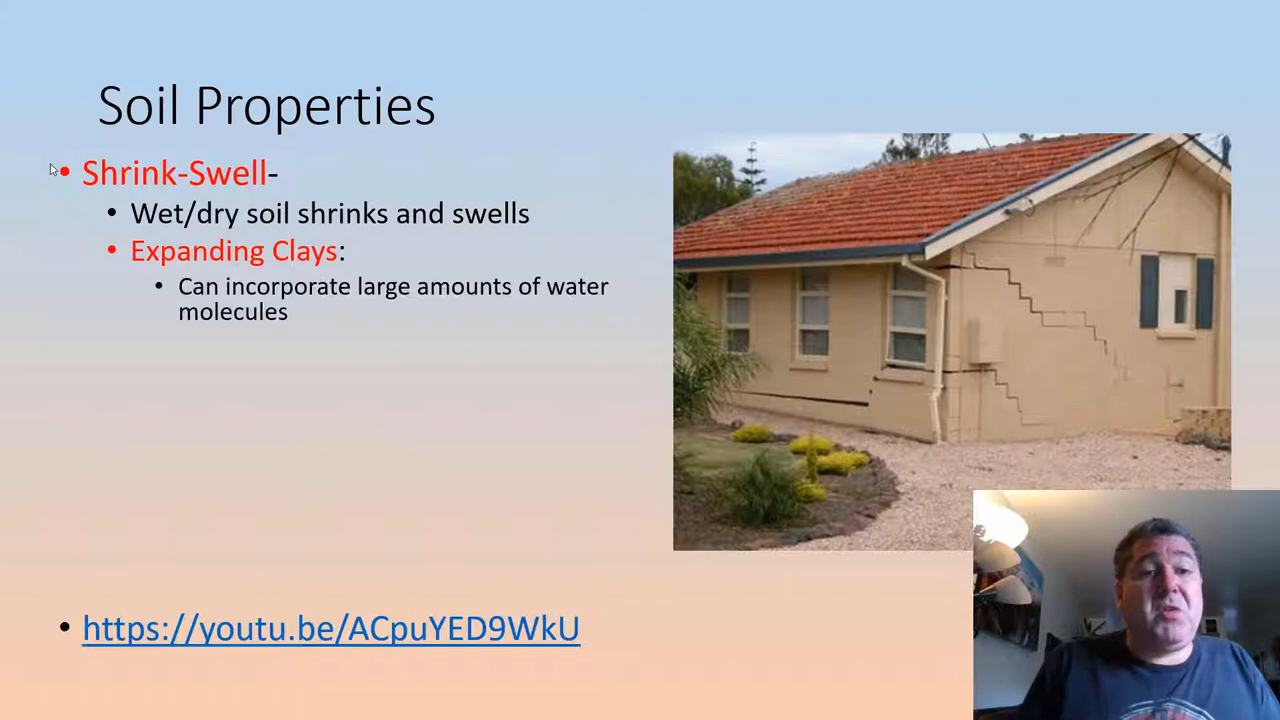 Soil Properties
• Shrink-Swell-
• Wet/dry soil shrinks and swells
• Expanding Clays:
• Can incorporate large amounts of water
molecules
• https://youtu.be/ACpuYED9WkU